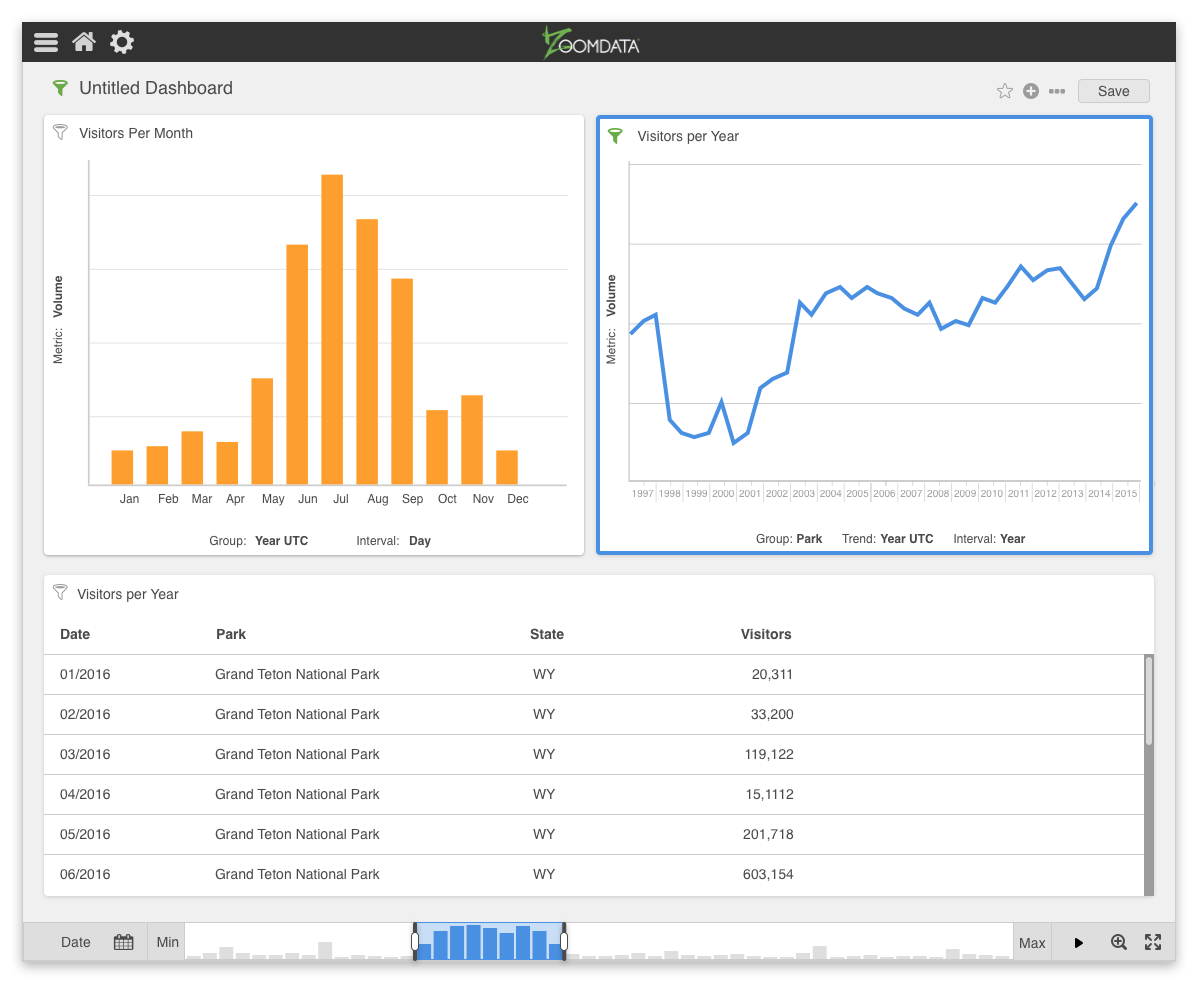 ZOOMDATA
Untitled Dashboard
Save
Visitors Per Month
Metric: Volume
Jan Feb Mar Apr May Jun Jul Aug Sep Oct Nov Dec
Group: Year UTC Interval: Day
Visitors per Year
Metric: Volume
1997 1998 1999 2000 2001 2002 2003 2004 2005 2006 2007 2008 2009 2010 2011 2012 2013 2014 2015
Group: Park Trend: Year UTC Interval: Year
Visitors per Year
Date Park State Visitors
01/2016 Grand Teton National Park WY 20,311
02/2016 Grand Teton National Park WY 33,200
03/2016 Grand Teton National Park WY 119,122
04/2016 Grand Teton National Park WY 15,1112
05/2016 Grand Teton National Park WY 201,718
06/2016 Grand Teton National Park WY 603,154
Date Min Max